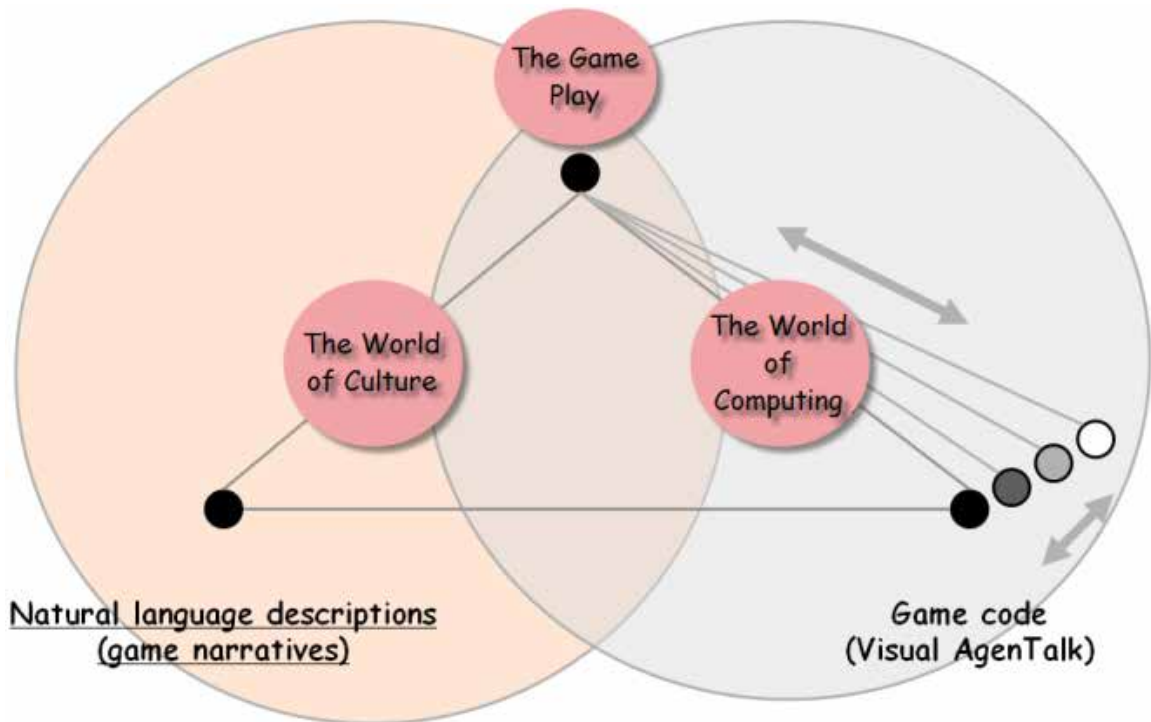 The Game
Play
The World
of Culture
The World
of
Computing
Natural language descriptions
(game narratives)
Game code
(Visual AgenTalk)